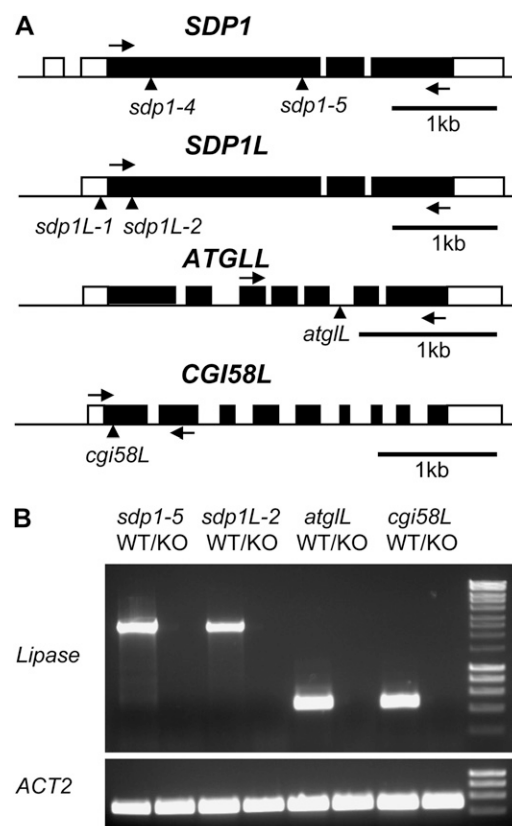 A
SDP1
sdp1-4
sdp1-5
1kb
SDP1L
sdp1L-1
sdp1L-2
1kb
ATGLL
atglL
1kb
CGI58L
cgi58L
1kb
B
sdp1-5 sdp1L-2 atglL cgi58L
WT/KO WT/KO WT/KO WT/KO
Lipase
ACT2